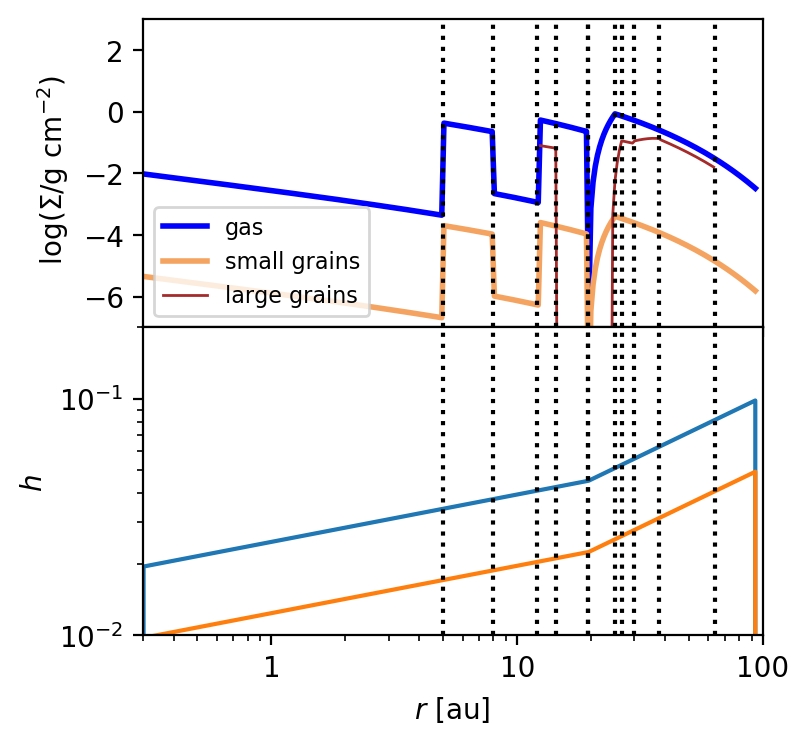 2
0
−2
−4
−6
log(Σ/g cm⁻²)
gas
small grains
large grains
10⁻¹
10⁻²
h
1
10
100
r [au]